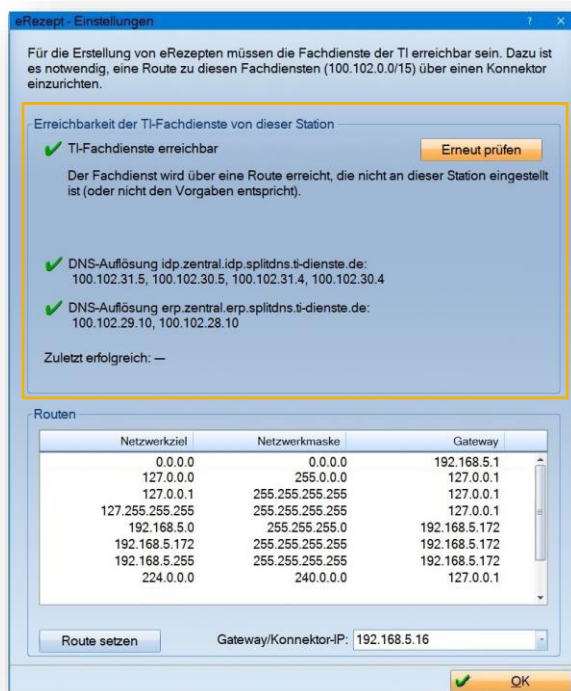 eRezept - Einstellungen ? ×
Für die Erstellung von eRezepten müssen die Fachdienste der TI erreichbar sein. Dazu ist
es notwendig, eine Route zu diesen Fachdiensten (100.102.0.0/15) über einen Konnektor
einzurichten.
Erreichbarkeit der TI-Fachdienste von dieser Station
TI-Fachdienste erreichbar
Erneut prüfen
Der Fachdienst wird über eine Route erreicht, die nicht an dieser Station eingestellt
ist (oder nicht den Vorgaben entspricht).
DNS-Auflösung idp.zentral.idp.splitdns.ti-dienste.de:
100.102.31.5, 100.102.30.5, 100.102.31.4, 100.102.30.4
DNS-Auflösung erp.zentral.erp.splitdns.ti-dienste.de:
100.102.29.10, 100.102.28.10
Zuletzt erfolgreich: —
Routen
Netzwerkziel Netzwerkmaske Gateway
0.0.0.0 0.0.0.0 192.168.5.1
127.0.0.0 255.0.0.0 127.0.0.1
127.0.0.1 255.255.255.255 127.0.0.1
127.255.255.255 255.255.255.255 127.0.0.1
192.168.5.0 255.255.255.0 192.168.5.172
192.168.5.172 255.255.255.255 192.168.5.172
192.168.5.255 255.255.255.255 192.168.5.172
224.0.0.0 240.0.0.0 127.0.0.1
Route setzen
Gateway/Konnektor-IP: 192.168.5.16
OK